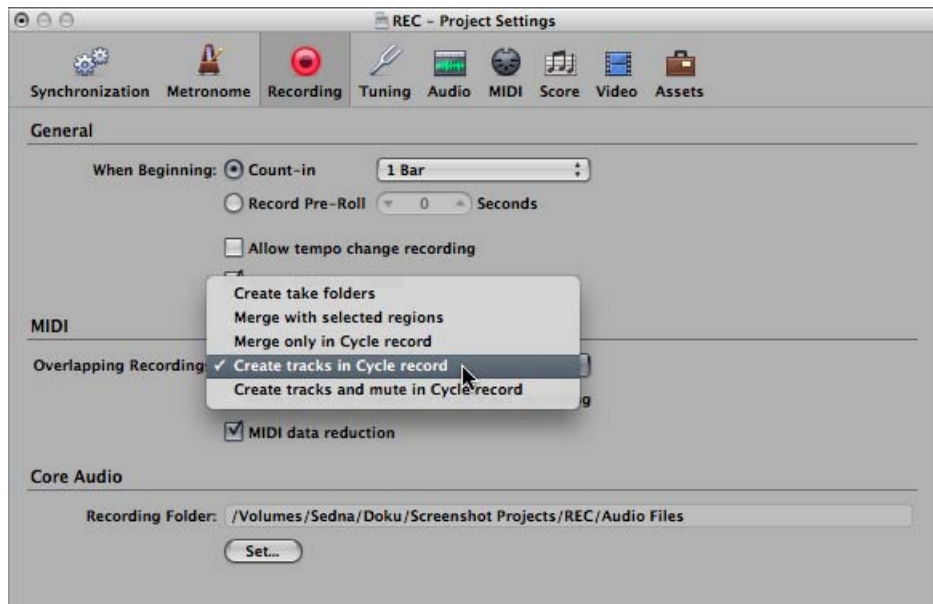 REC - Project Settings
Synchronization Metronome Recording Tuning Audio MIDI Score Video Assets
General
When Beginning: Count-in 1 Bar
Record Pre-Roll 0 Seconds
Allow tempo change recording
Create take folders
Merge with selected regions
MIDI
Merge only in Cycle record
Overlapping Recording ✓ Create tracks in Cycle record
Create tracks and mute in Cycle record
MIDI data reduction
Core Audio
Recording Folder: /Volumes/Sedna/Doku/Screenshot Projects/REC/Audio Files
Set...